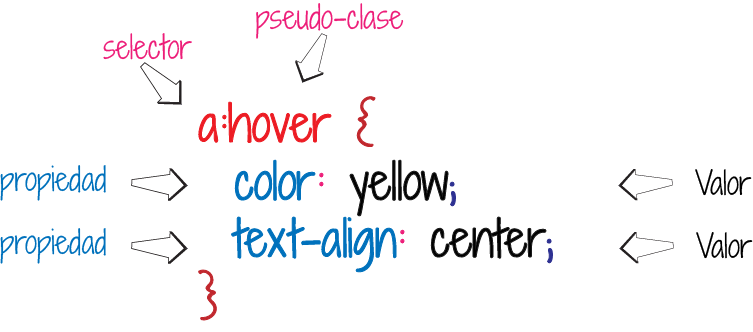 pseudo-clase
selector
a:hover {
propiedad color: yellow; Valor
propiedad text-align: center; Valor
}